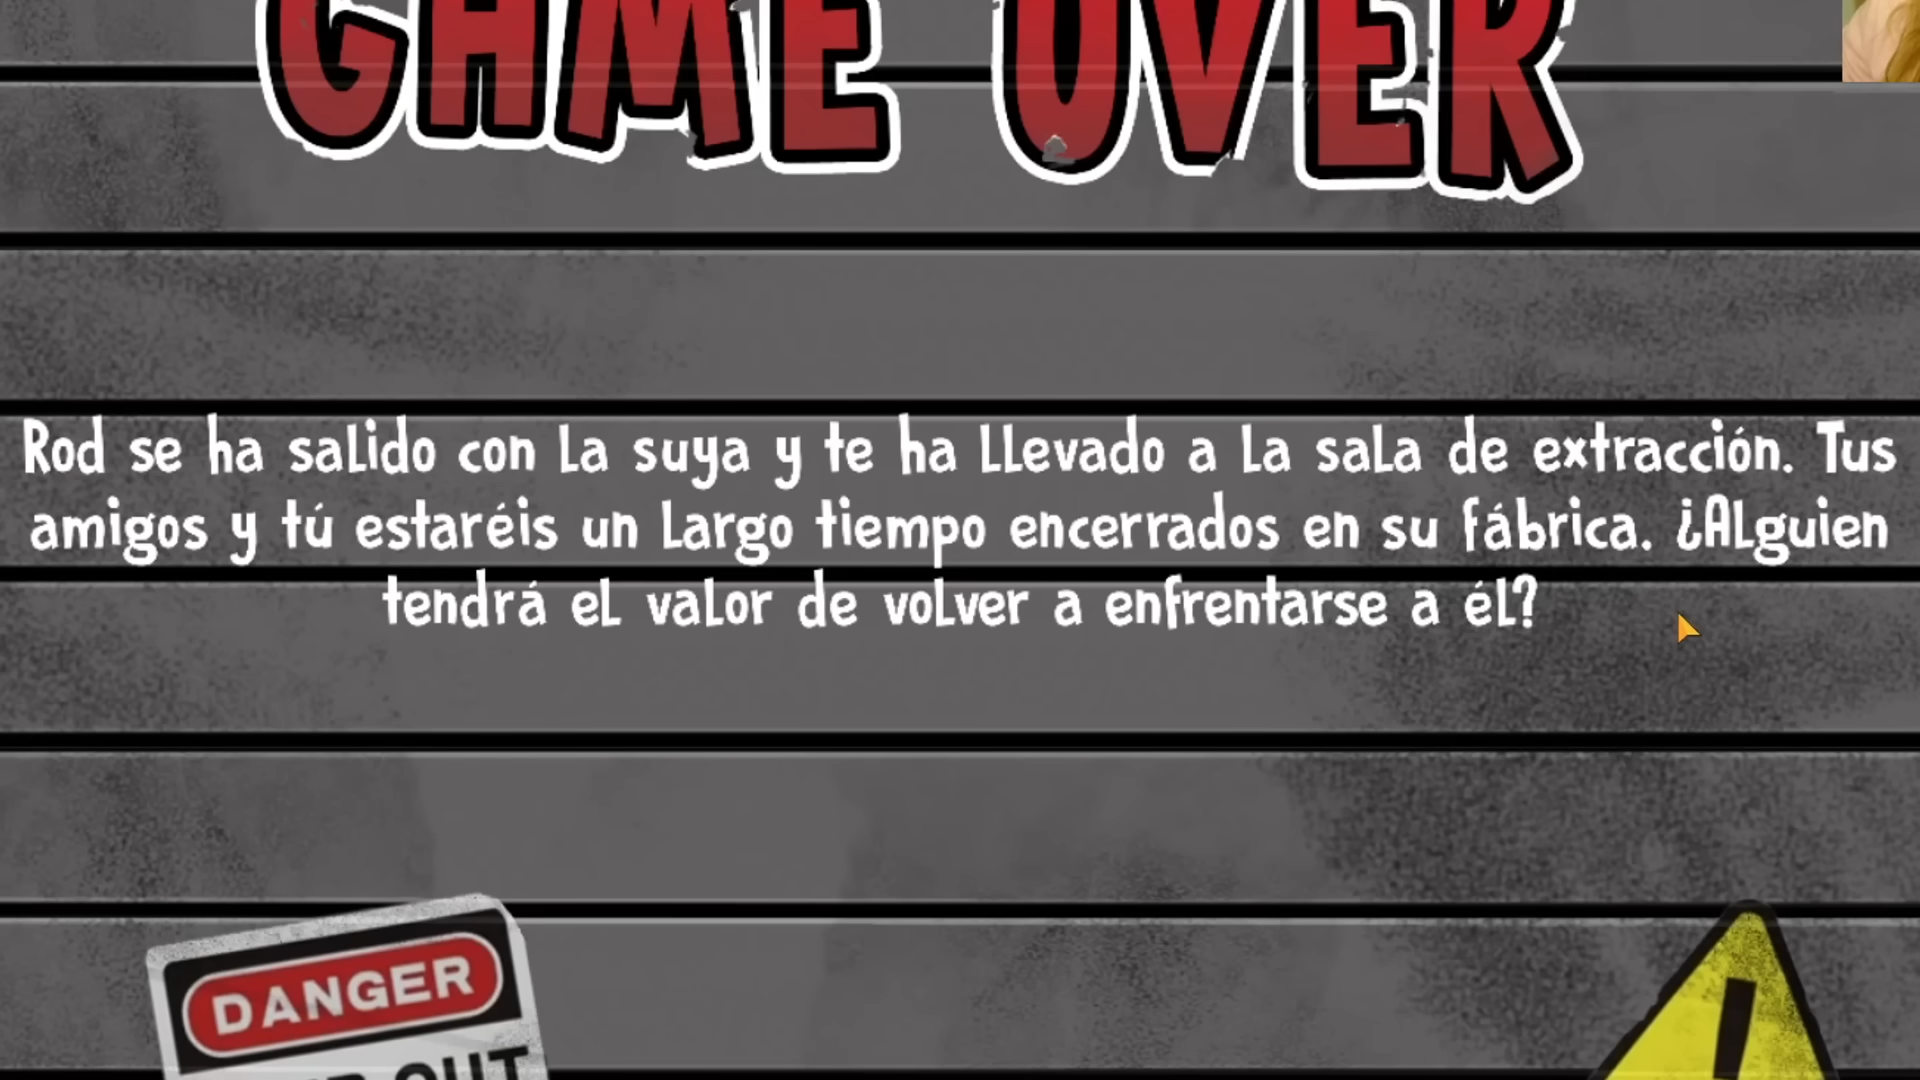 GAME OVER
Rod se ha salido con la suya y te ha llevado a la sala de extracción. Tus
amigos y tú estaréis un largo tiempo encerrados en su fábrica. ¿Alguien
tendrá el valor de volver a enfrentarse a él?
DANGER
OUT
!